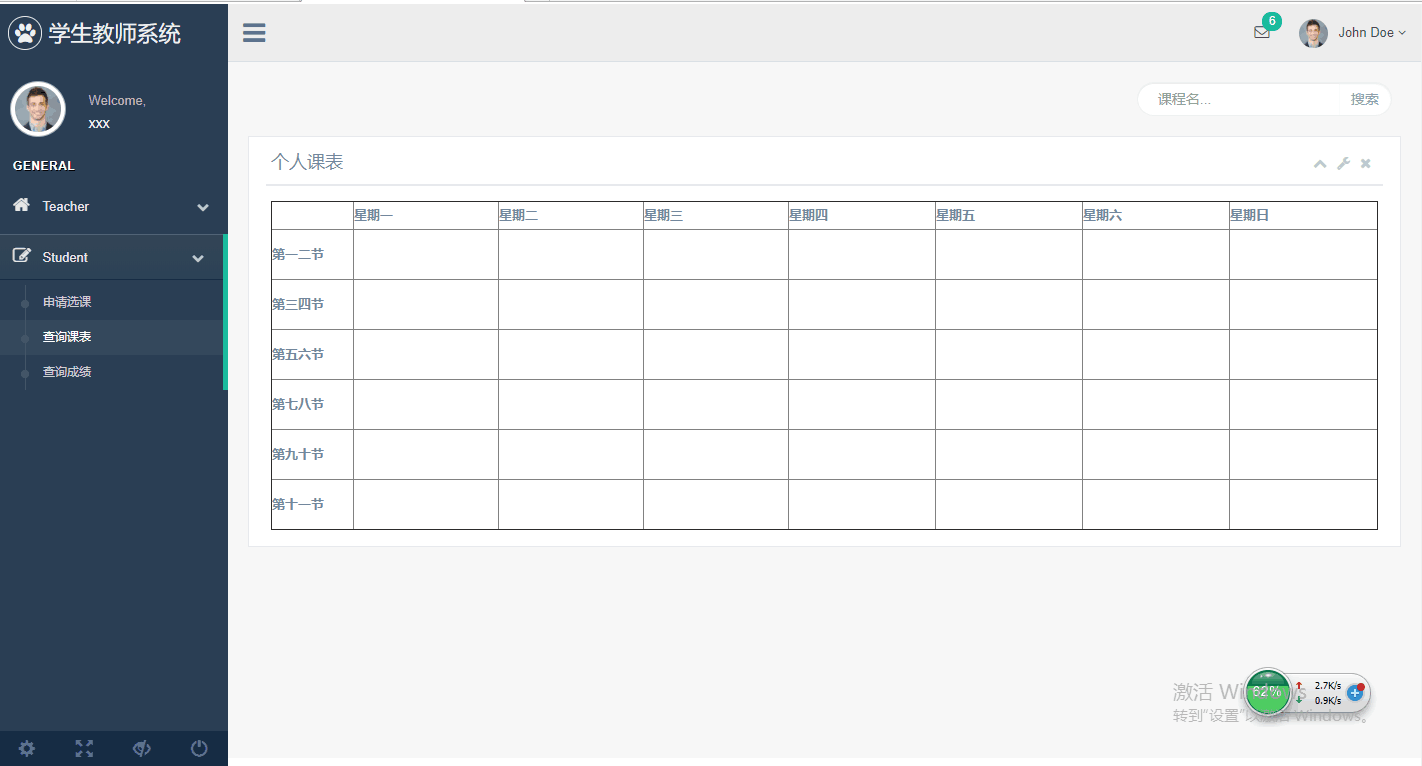 学生教师系统
6
John Doe
Welcome,
xxx
课程名...
搜索
GENERAL
个人课表
Teacher
Student
申请选课
查询课表
查询成绩
星期一 星期二 星期三 星期四 星期五 星期六 星期日
第一二节
第三四节
第五六节
第七八节
第九十节
第十一节
62%
2.7K/s
0.9K/s
激活 Windows
转到"设置"以激活 Windows。